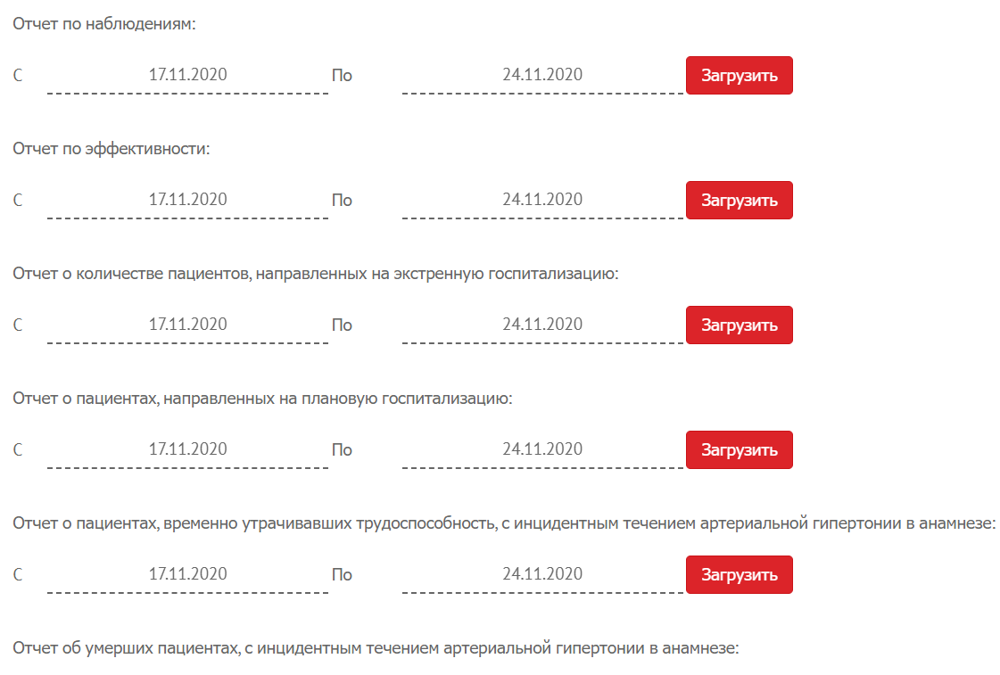 Отчет по наблюдениям:
С 17.11.2020 По 24.11.2020 Загрузить
Отчет по эффективности:
С 17.11.2020 По 24.11.2020 Загрузить
Отчет о количестве пациентов, направленных на экстренную госпитализацию:
С 17.11.2020 По 24.11.2020 Загрузить
Отчет о пациентах, направленных на плановую госпитализацию:
С 17.11.2020 По 24.11.2020 Загрузить
Отчет о пациентах, временно утрачивавших трудоспособность, с инцидентным течением артериальной гипертонии в анамнезе:
С 17.11.2020 По 24.11.2020 Загрузить
Отчет об умерших пациентах, с инцидентным течением артериальной гипертонии в анамнезе: